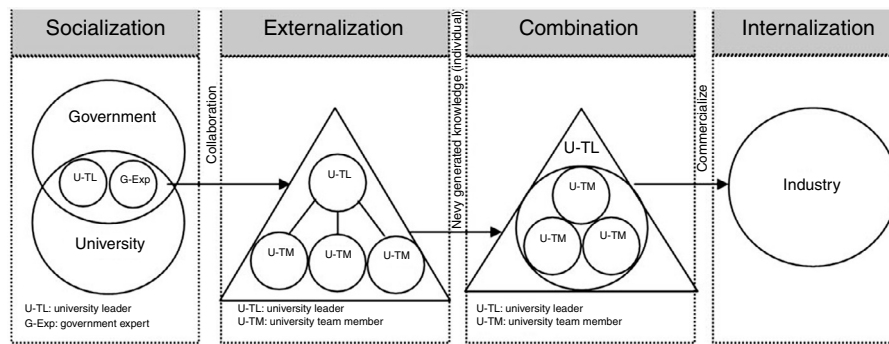 Socialization
Government
U-TL
G-Exp
University
U-TL: university leader
G-Exp: government expert
Collaboration
Externalization
U-TL
U-TM
U-TM
U-TM
U-TL: university leader
U-TM: university team member
Nevy generated knowledge (individual)
Combination
U-TL
U-TM
U-TM
U-TM
U-TL: university leader
U-TM: university team member
Commercialize
Internalization
Industry